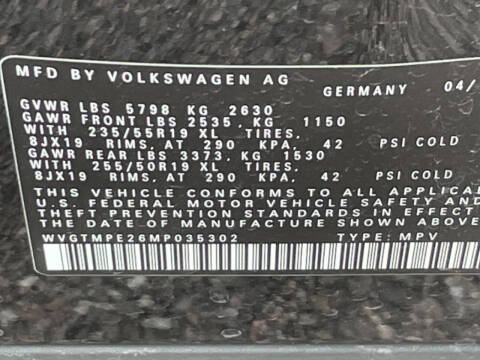 MFD BY VOLKSWAGEN AG
GERMANY 04/
GVWR LBS 5798 KG 2630
GAWR FRONT LBS 2535 KG 1150
WITH 235/55R19 XL TIRES,
8JX19 RIMS, AT 290 KPA, 42 PSI COLD
GAWR REAR LBS 3373, KG 1530
WITH 255/50R19 XL TIRES,
8JX19 RIMS, AT 290 KPA, 42 PSI COLD
THIS VEHICLE CONFORMS TO ALL APPLICA
U.S. FEDERAL MOTOR VEHICLE SAFETY AND
THEFT PREVENTION STANDARDS IN EFFECT
THE DATE OF MANUFACTURE SHOWN ABOVE
WVGTMPE26MP035302 TYPE: MPV